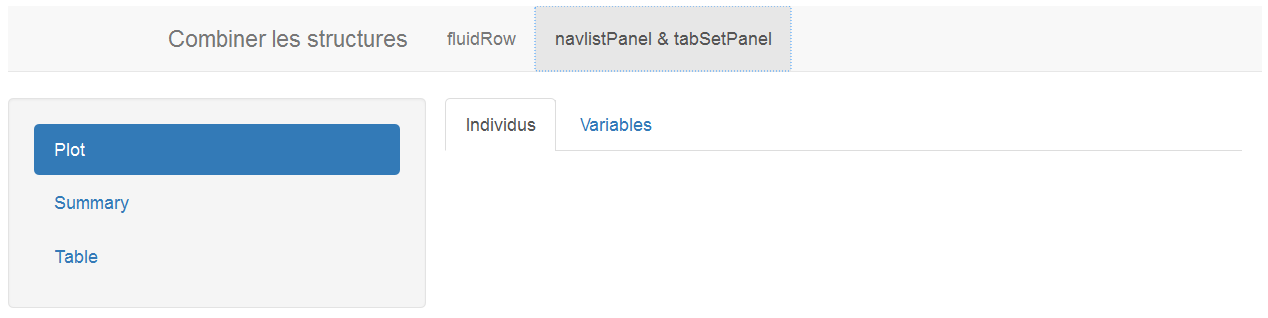 Combiner les structures fluidRow navlistPanel & tabSetPanel
Plot
Summary
Table
Individus Variables